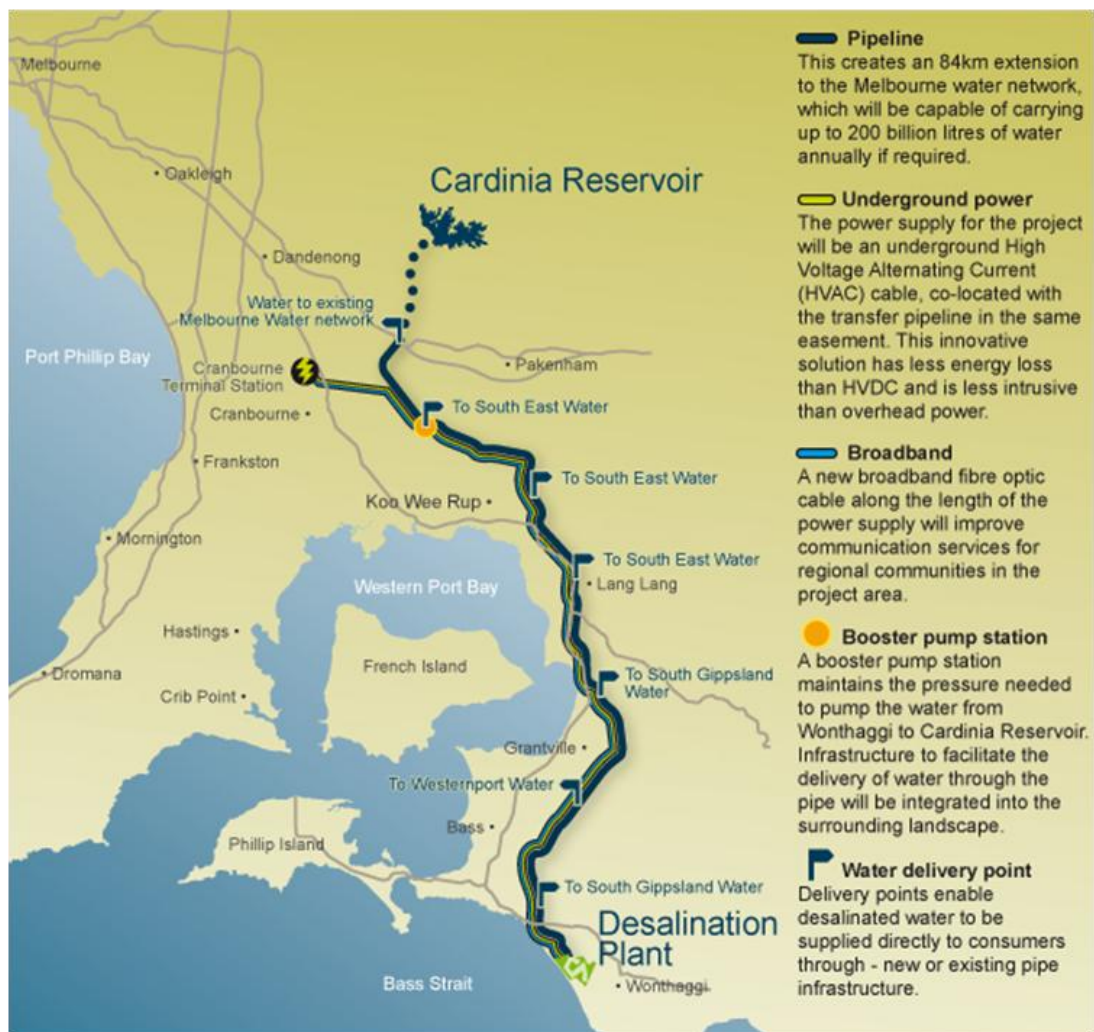 Melbourne
Oakleigh
Cardinia Reservoir
Dandenong
Water to existing
Melbourne Water network
Port Phillip Bay
Cranbourne
Terminal Station
Pakenham
Cranbourne
To South East Water
Frankston
To South East Water
Koo Wee Rup
Mornington
To South East Water
Lang Lang
Western Port Bay
Hastings
French Island
Dromana
Crib Point
To South Gippsland
Water
Grantville
To Westernport Water
Bass
Phillip Island
To South Gippsland Water
Desalination
Plant
Bass Strait
Wonthaggi
Pipeline
This creates an 84km extension
to the Melbourne water network,
which will be capable of carrying
up to 200 billion litres of water
annually if required.
Underground power
The power supply for the project
will be an underground High
Voltage Alternating Current
(HVAC) cable, co-located with
the transfer pipeline in the same
easement. This innovative
solution has less energy loss
than HVDC and is less intrusive
than overhead power.
Broadband
A new broadband fibre optic
cable along the length of the
power supply will improve
communication services for
regional communities in the
project area.
Booster pump station
A booster pump station
maintains the pressure needed
to pump the water from
Wonthaggi to Cardinia Reservoir.
Infrastructure to facilitate the
delivery of water through the
pipe will be integrated into the
surrounding landscape.
Water delivery point
Delivery points enable
desalinated water to be
supplied directly to consumers
through - new or existing pipe
infrastructure.